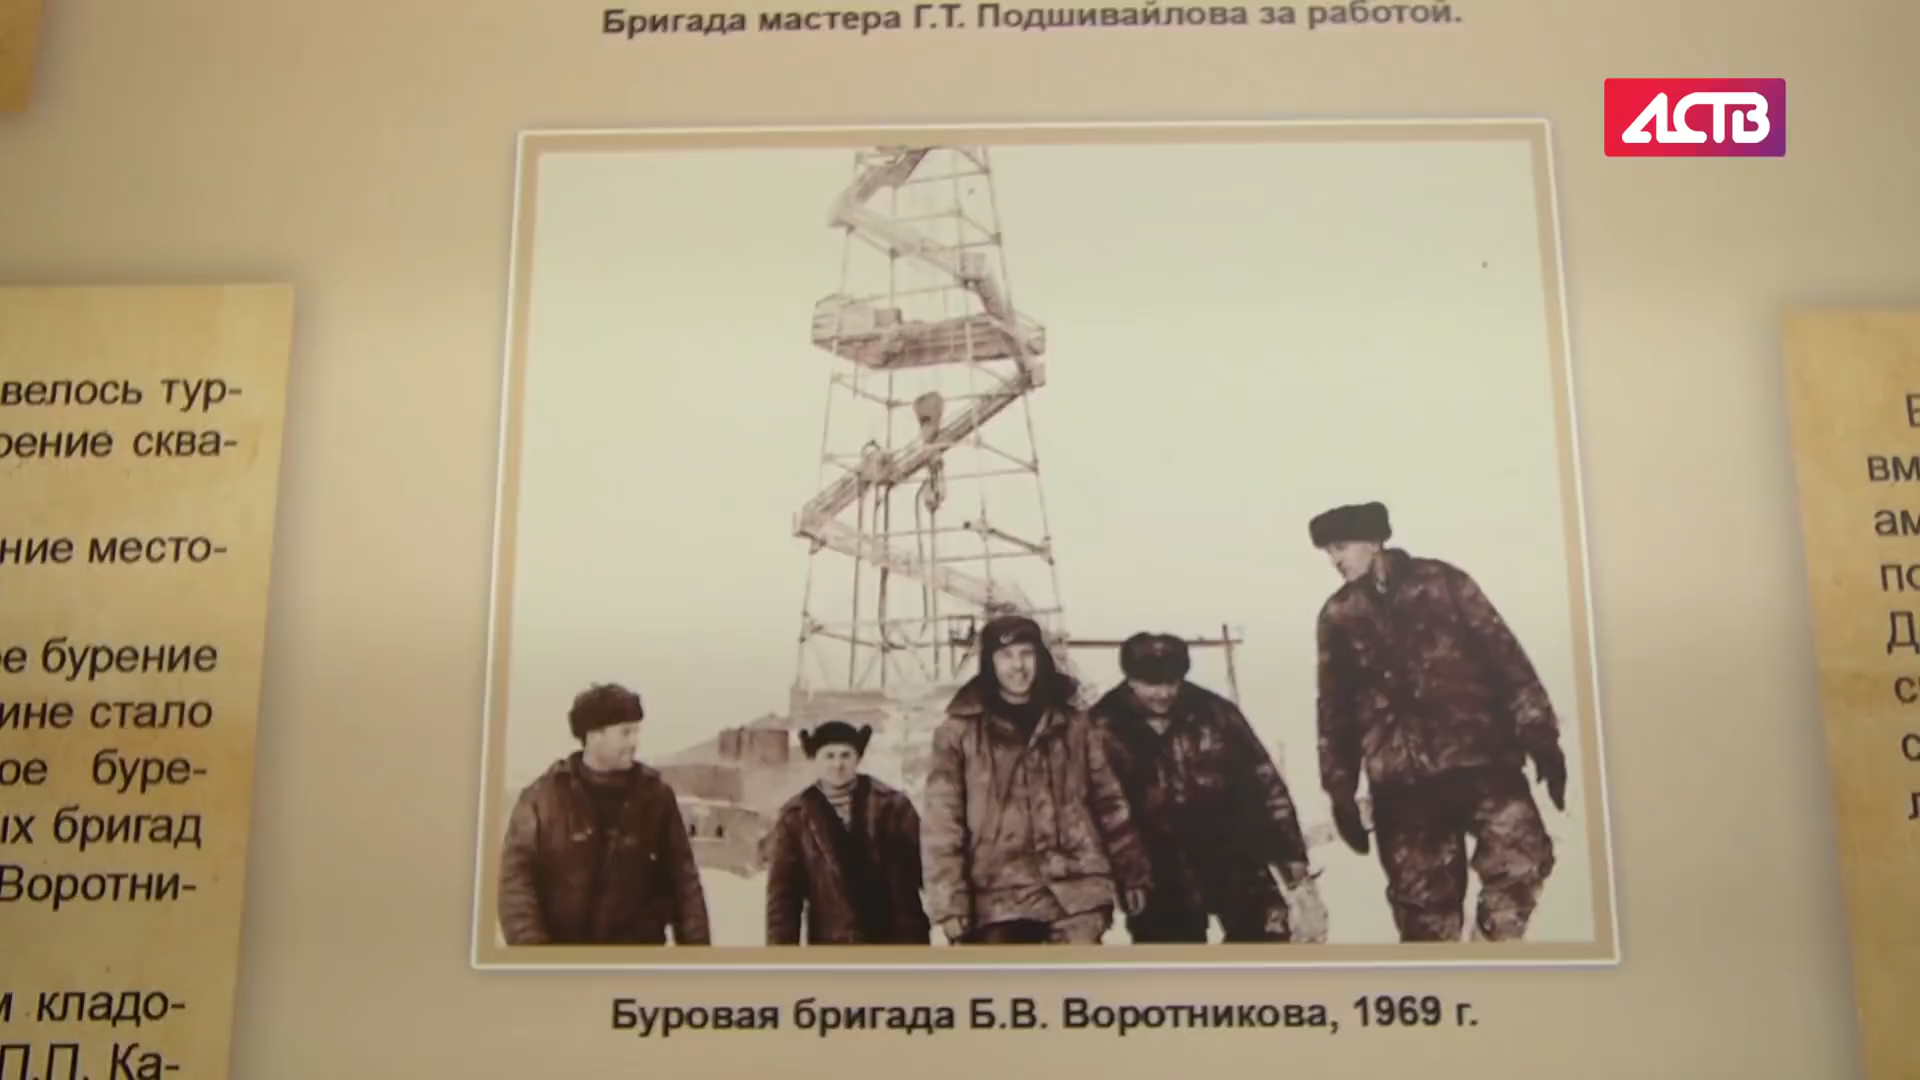 Бригада мастера Г.Т. Подшивайлова за работой.
АСТВ
велось тур-
рение сква-
ние место-
е бурение
ине стало
ое буре-
ых бригад
Воротни-
м кладо-
П.П. Ка-
Буровая бригада Б.В. Воротникова, 1969 г.
вм
ам
по